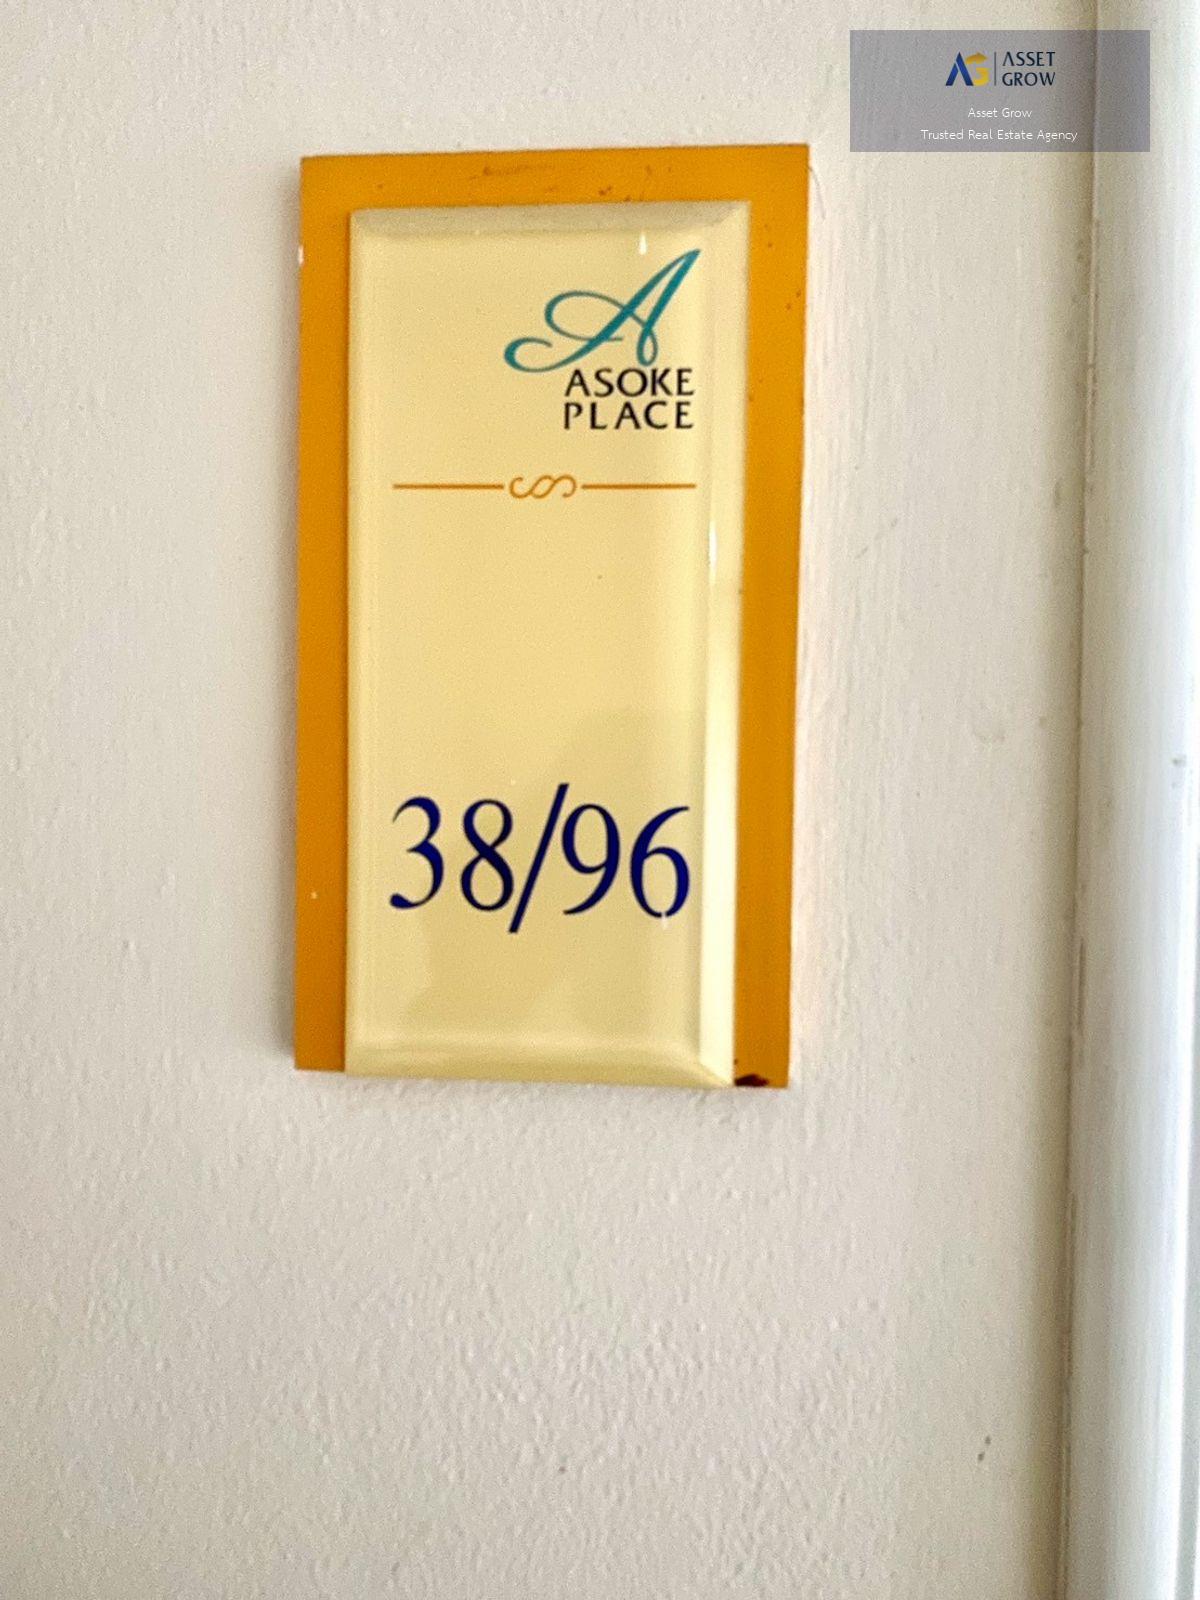 ASSET
GROW
Asset Grow
Trusted Real Estate Agency
A
ASOKE
PLACE
38/96